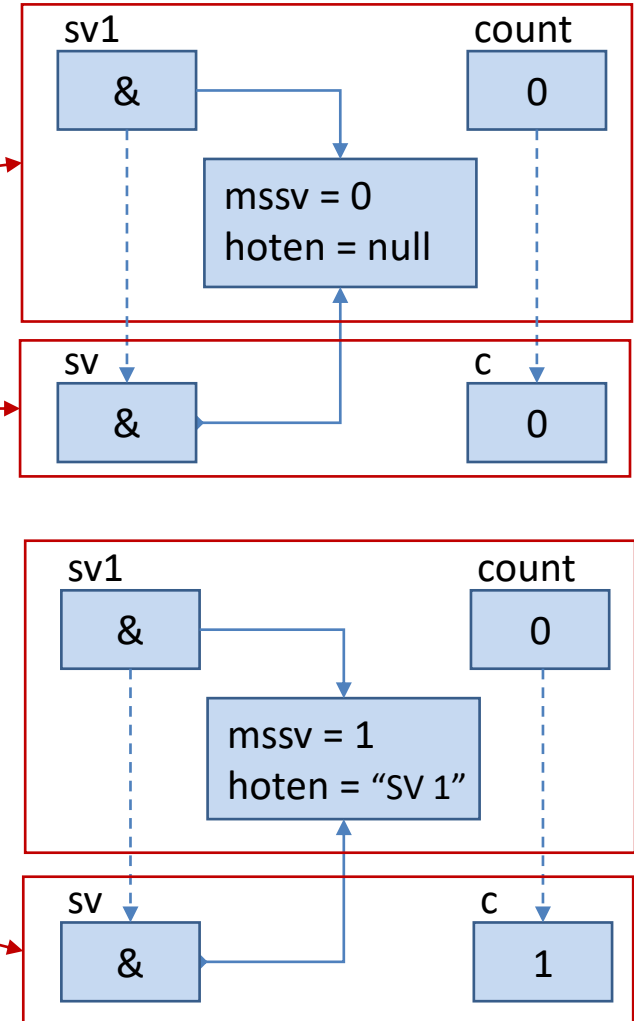 sv1 count
& 0
mssv = 0
hoten = null
sv c
& 0
sv1 count
& 0
mssv = 1
hoten = “SV 1”
sv c
& 1